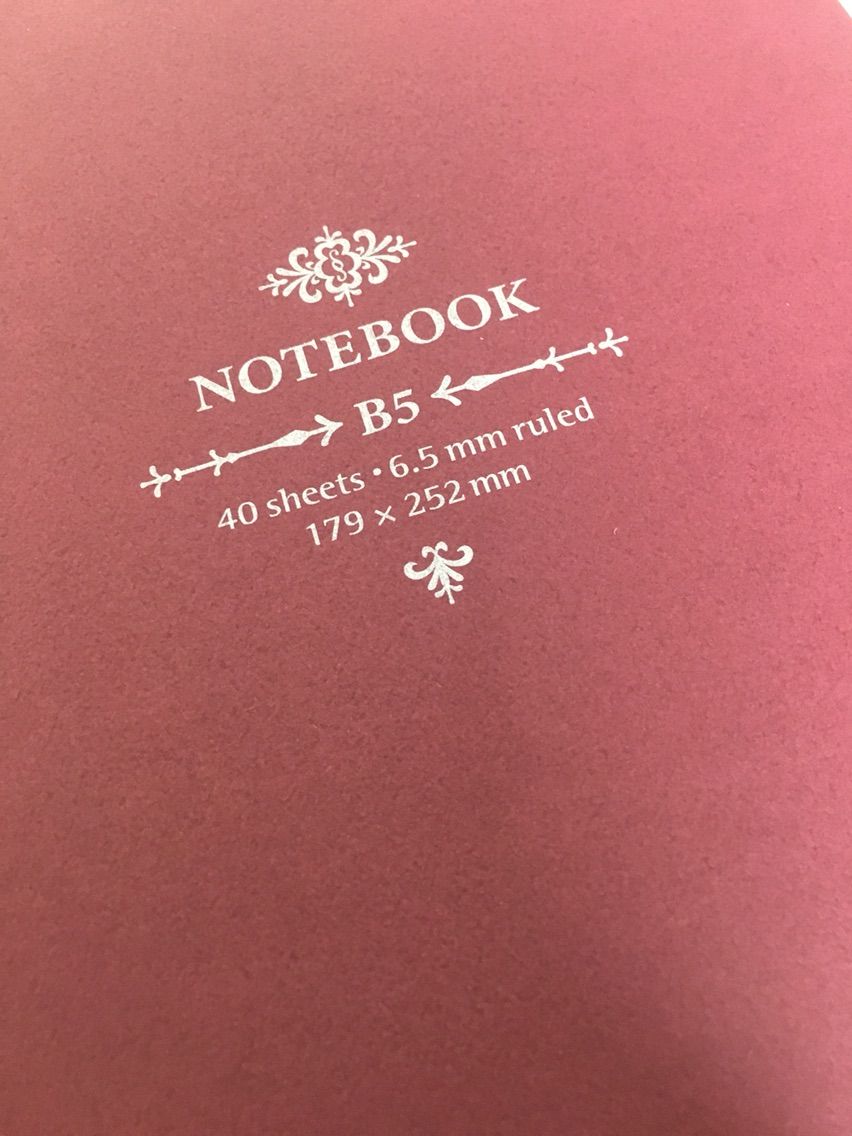 NOTEBOOK
B5
40 sheets • 6.5 mm ruled
179 × 252 mm